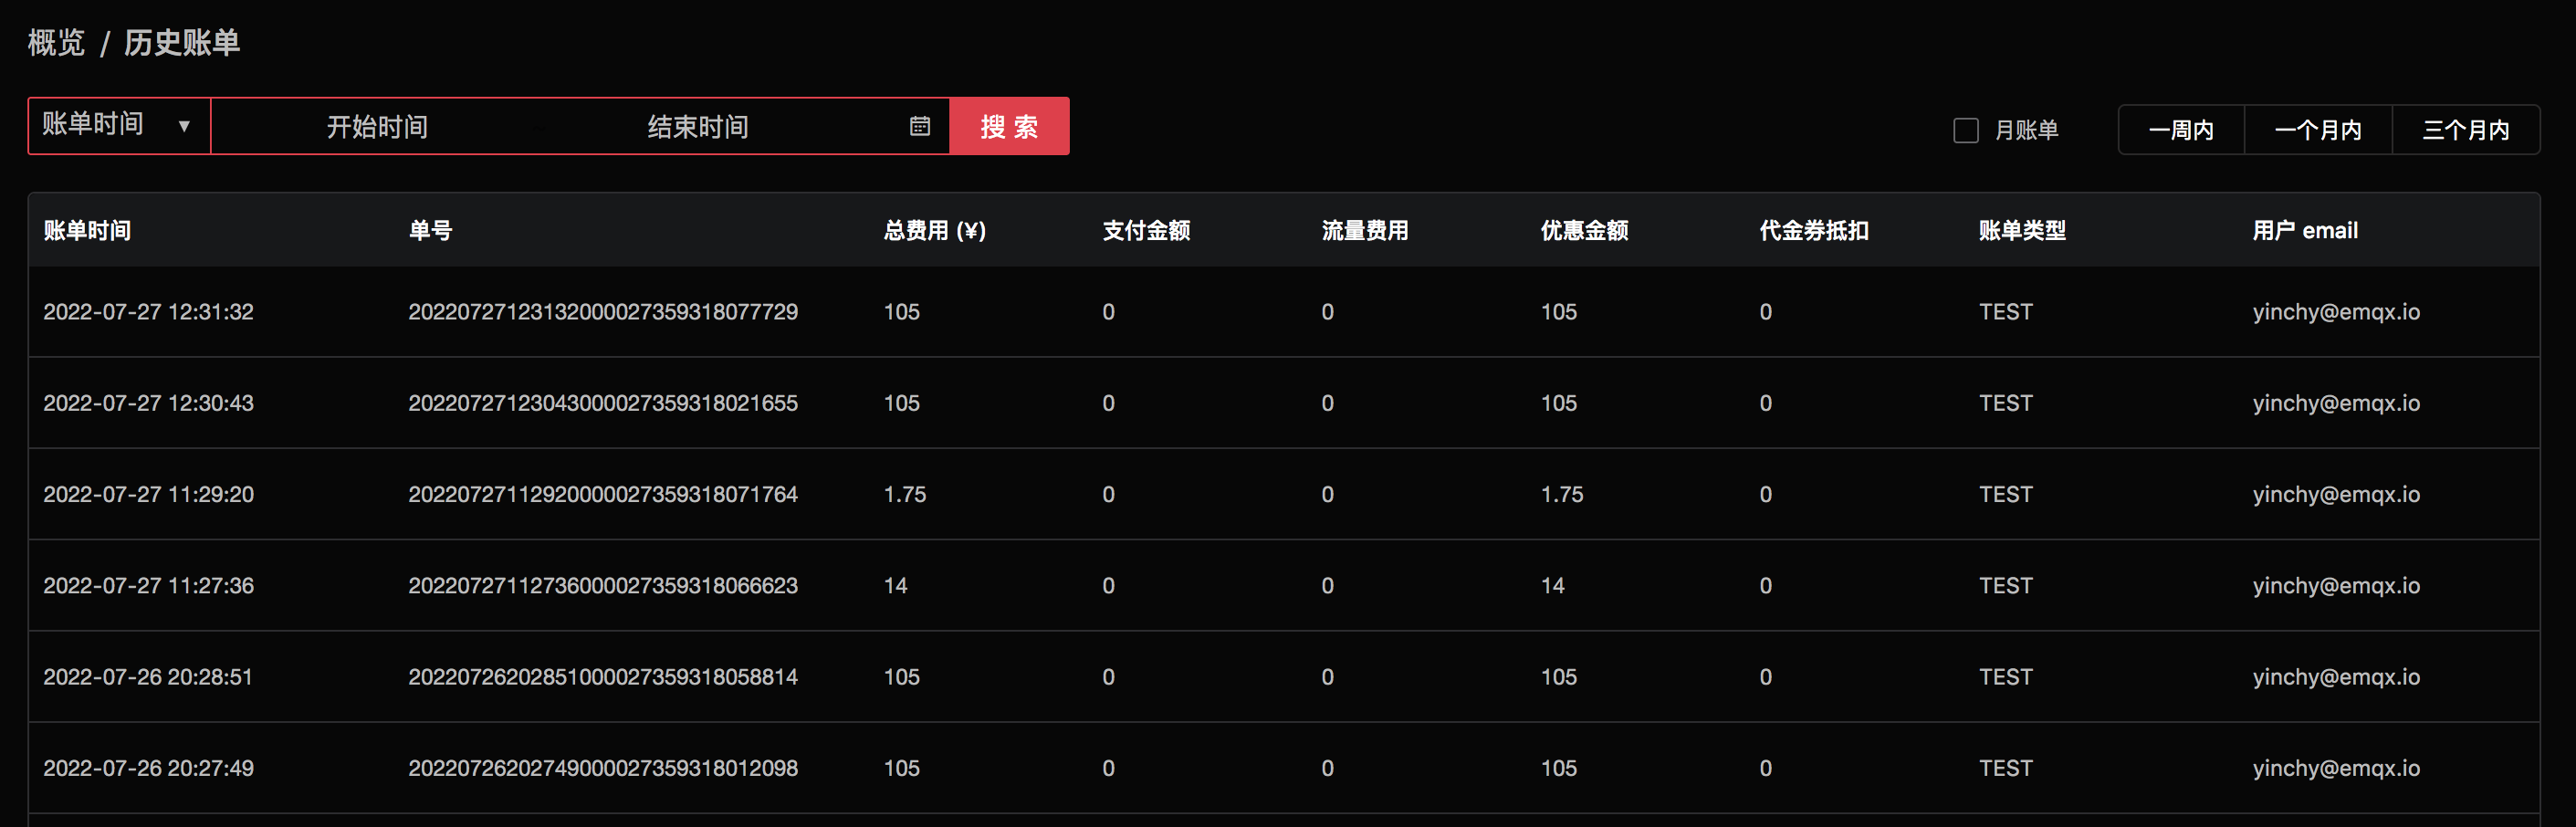 概览 / 历史账单
账单时间 ▼ 开始时间 结束时间 搜 索 月账单 一周内 一个月内 三个月内
账单时间 单号 总费用 (¥) 支付金额 流量费用 优惠金额 代金券抵扣 账单类型 用户 email
2022-07-27 12:31:32 2022072712313200002735931807​7729 105 0 0 105 0 TEST yinchy@emqx.io
2022-07-27 12:30:43 20220727123043000027359318021655 105 0 0 105 0 TEST yinchy@emqx.io
2022-07-27 11:29:20 20220727112920000027359318071764 1.75 0 0 1.75 0 TEST yinchy@emqx.io
2022-07-27 11:27:36 20220727112736000027359318066623 14 0 0 14 0 TEST yinchy@emqx.io
2022-07-26 20:28:51 20220726202851000027359318058814 105 0 0 105 0 TEST yinchy@emqx.io
2022-07-26 20:27:49 20220726202749000027359318012098 105 0 0 105 0 TEST yinchy@emqx.io